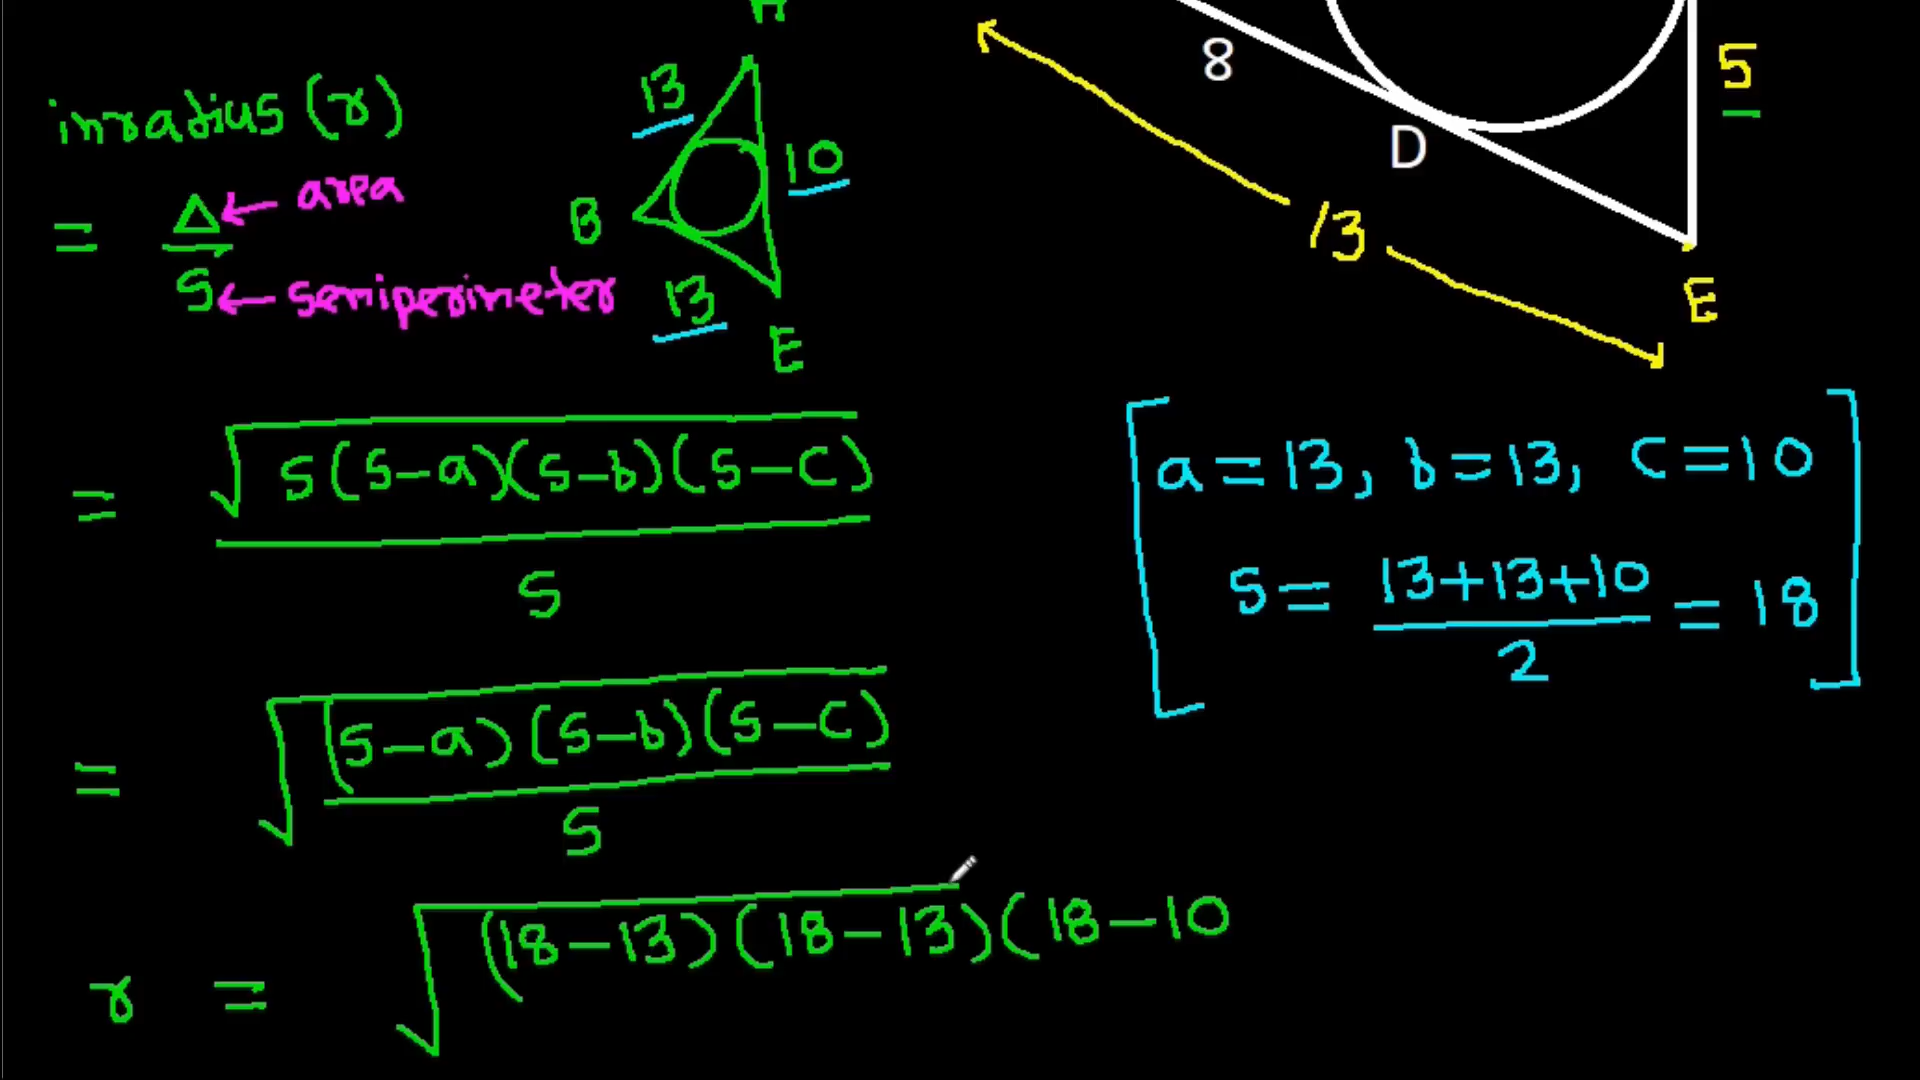 A
inradius (r)
= Δ ← area
S ← semiperimeter
13
10
B
13
E
8
5
D
13
E
= √ S(S-a)(S-b)(S-C)
S
= √ (S-a)(S-b)(S-C)
S
r = √ (18-13)(18-13)(18-10
[a=13, b=13, C=10
S = 13+13+10 = 18]
2